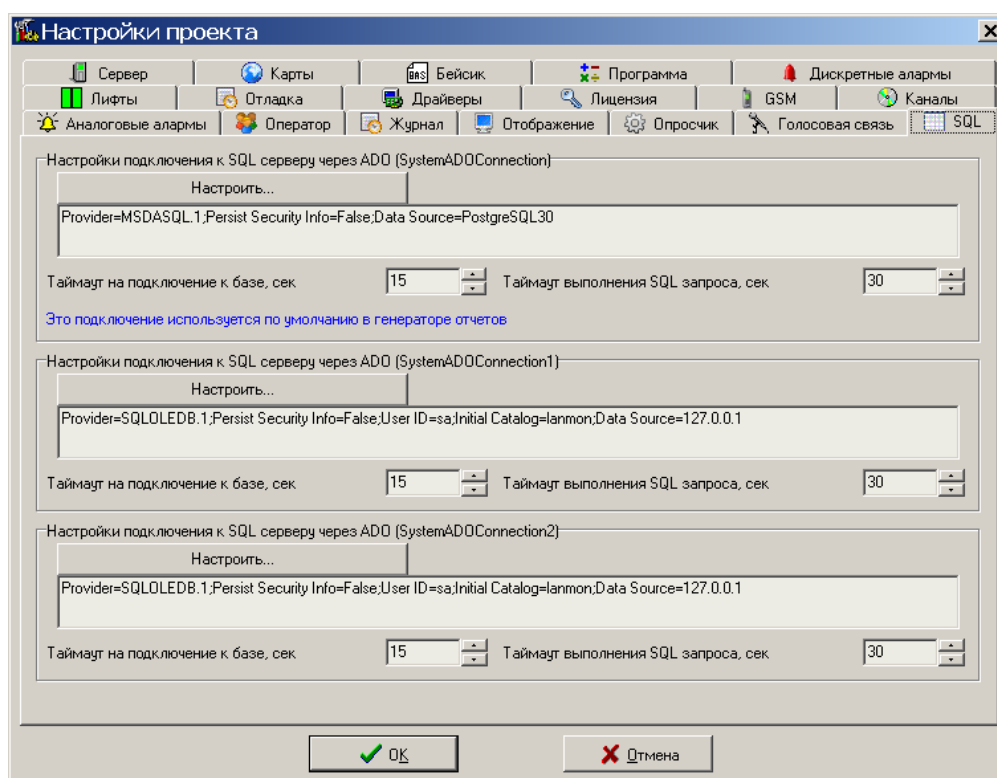 Настройки проекта
Сервер Карты Бейсик Программа Дискретные алармы
Лифты Отладка Драйверы Лицензия GSM Каналы
Аналоговые алармы Оператор Журнал Отображение Опросчик Голосовая связь SQL
Настройки подключения к SQL серверу через ADO (SystemADOConnection)
Настроить...
Provider=MSDASQL.1;Persist Security Info=False;Data Source=PostgreSQL30
Таймаут на подключение к базе, сек 15 Таймаут выполнения SQL запроса, сек 30
Это подключение используется по умолчанию в генераторе отчетов
Настройки подключения к SQL серверу через ADO (SystemADOConnection1)
Настроить...
Provider=SQLOLEDB.1;Persist Security Info=False;User ID=sa;Initial Catalog=lanmon;Data Source=127.0.0.1
Таймаут на подключение к базе, сек 15 Таймаут выполнения SQL запроса, сек 30
Настройки подключения к SQL серверу через ADO (SystemADOConnection2)
Настроить...
Provider=SQLOLEDB.1;Persist Security Info=False;User ID=sa;Initial Catalog=lanmon;Data Source=127.0.0.1
Таймаут на подключение к базе, сек 15 Таймаут выполнения SQL запроса, сек 30
OK Отмена